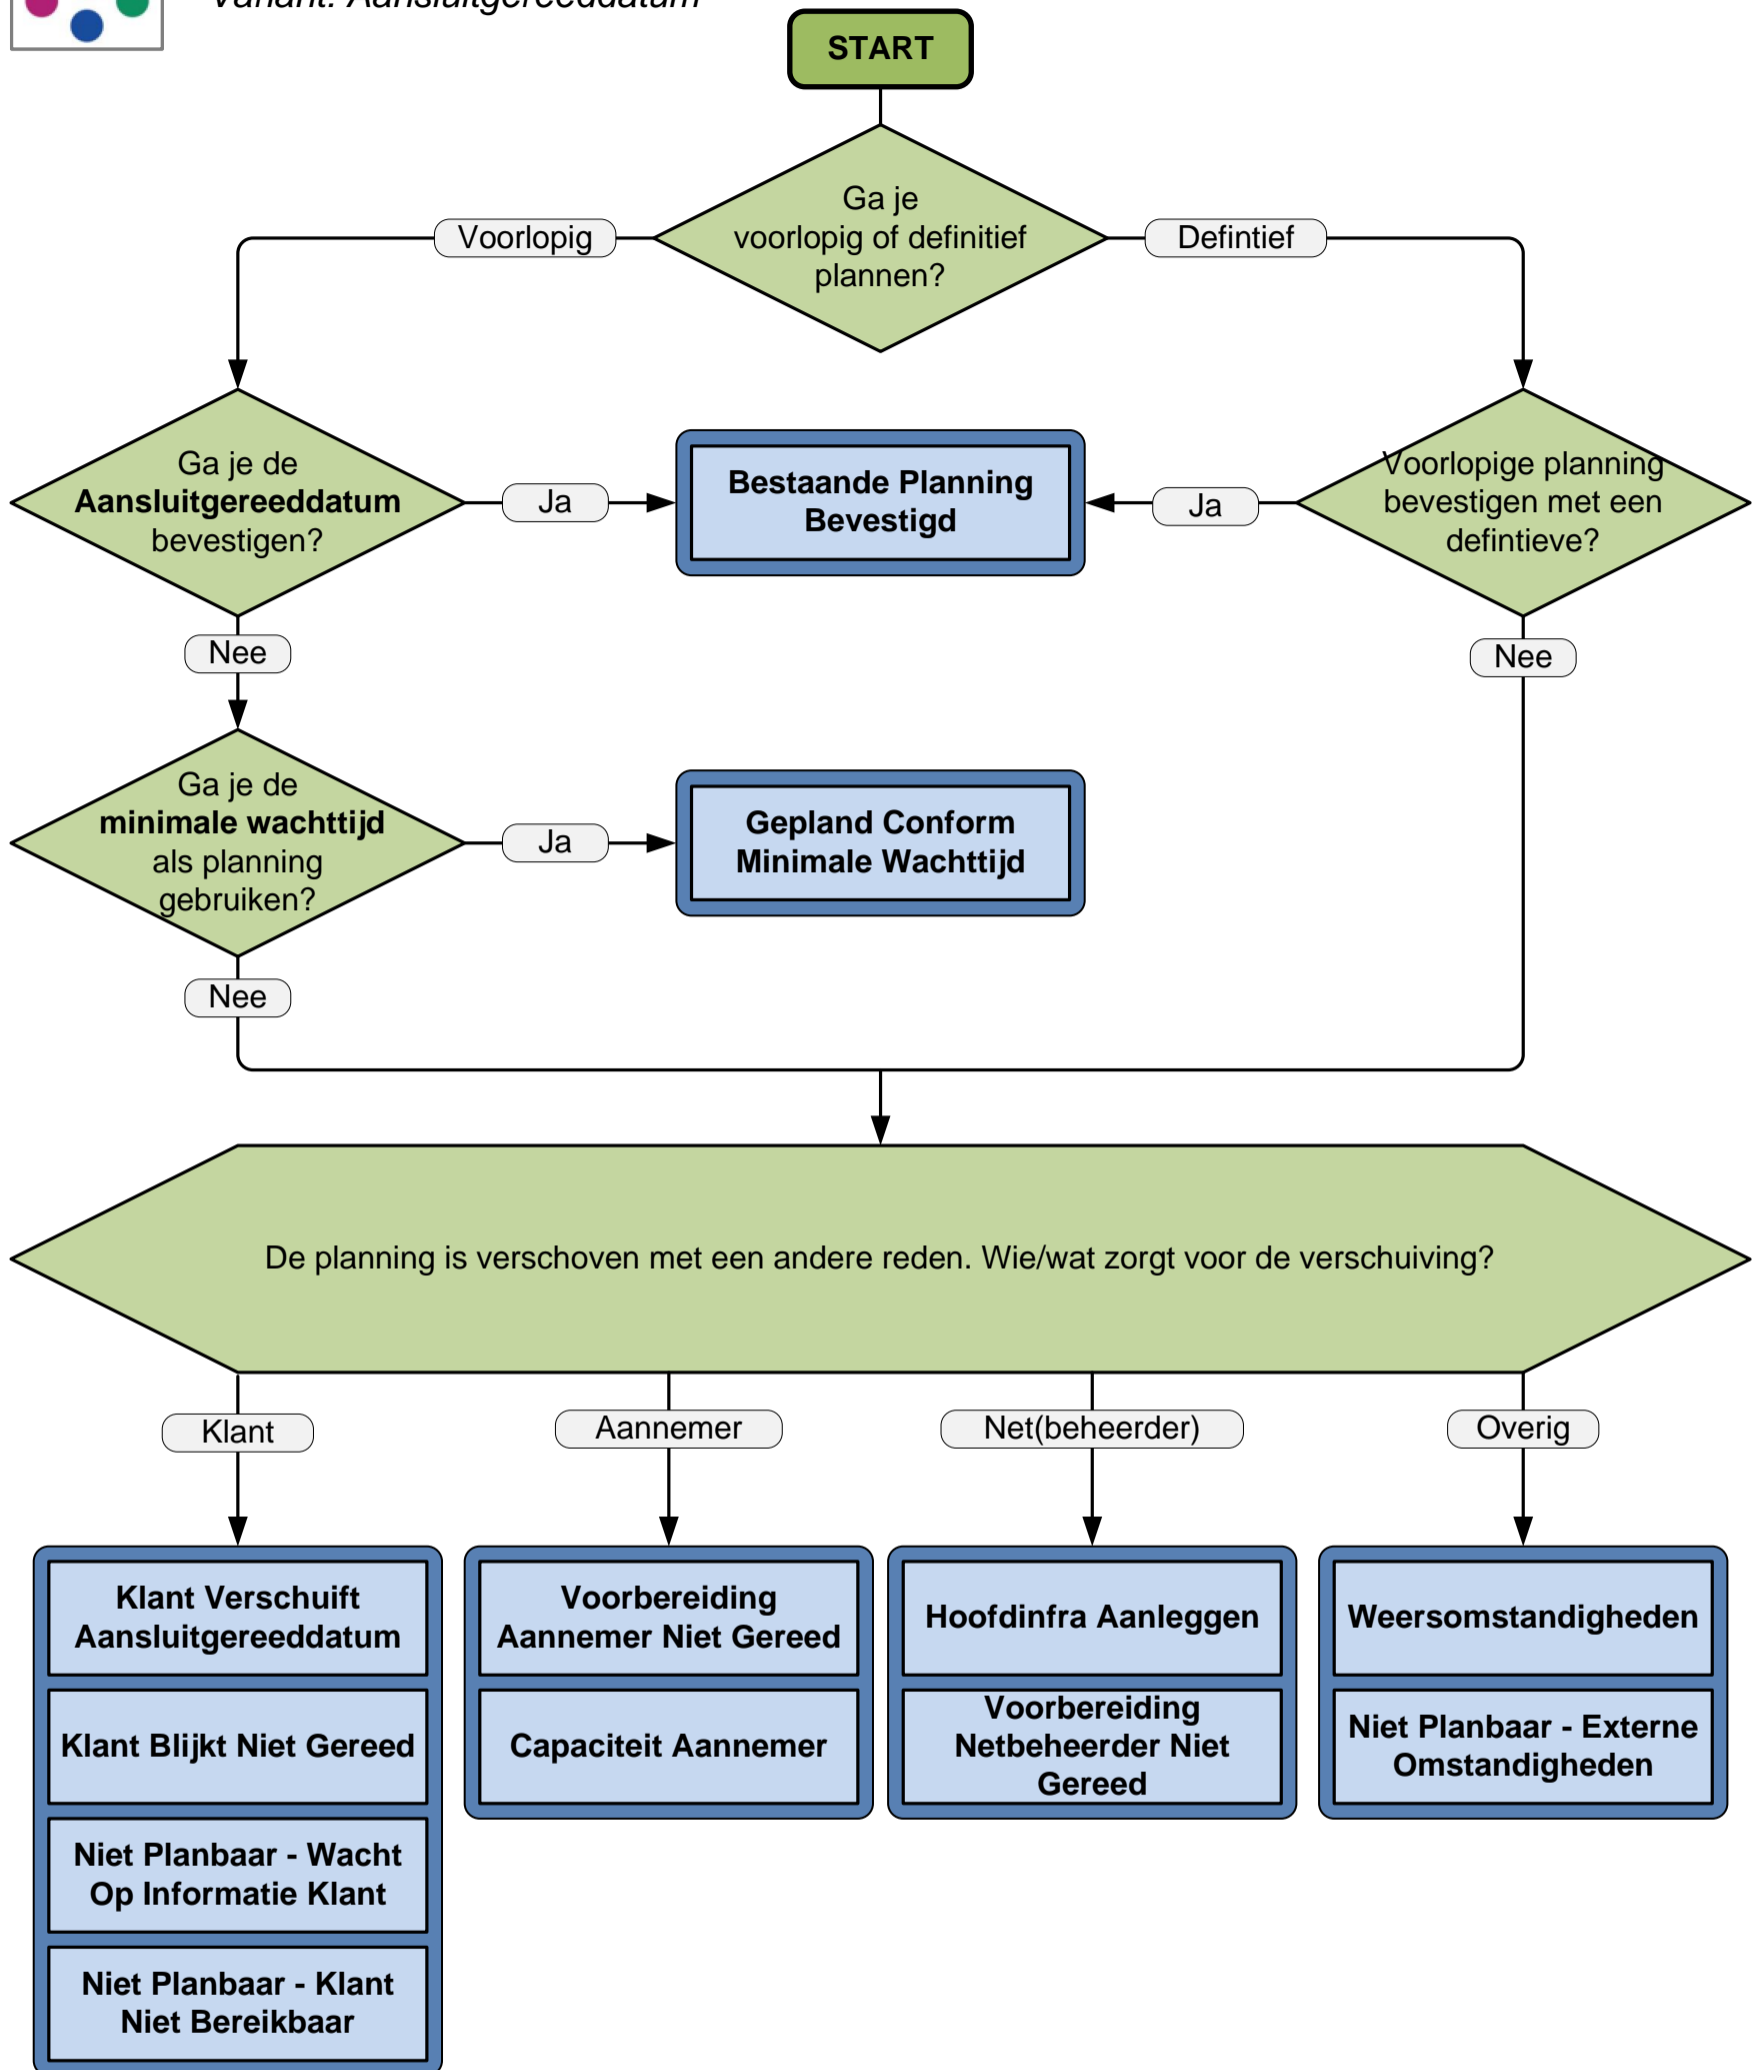 Variant: Aansluitgereeddatum
START
Ga je
voorlopig of definitief
plannen?
Voorlopig
Defintief
Ga je de
Aansluitgereeddatum
bevestigen?
Ja
Bestaande Planning
Bevestigd
Ja
Voorlopige planning
bevestigen met een
defintieve?
Nee
Nee
Ga je de
minimale wachttijd
als planning
gebruiken?
Ja
Gepland Conform
Minimale Wachttijd
Nee
De planning is verschoven met een andere reden. Wie/wat zorgt voor de verschuiving?
Klant
Aannemer
Net(beheerder)
Overig
Klant Verschuift
Aansluitgereeddatum
Klant Blijkt Niet Gereed
Niet Planbaar - Wacht
Op Informatie Klant
Niet Planbaar - Klant
Niet Bereikbaar
Voorbereiding
Aannemer Niet Gereed
Capaciteit Aannemer
Hoofdinfra Aanleggen
Voorbereiding
Netbeheerder Niet
Gereed
Weersomstandigheden
Niet Planbaar - Externe
Omstandigheden